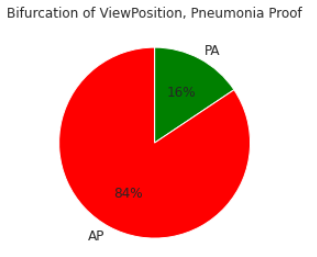 Bifurcation of ViewPosition, Pneumonia Proof
PA
16%
84%
AP